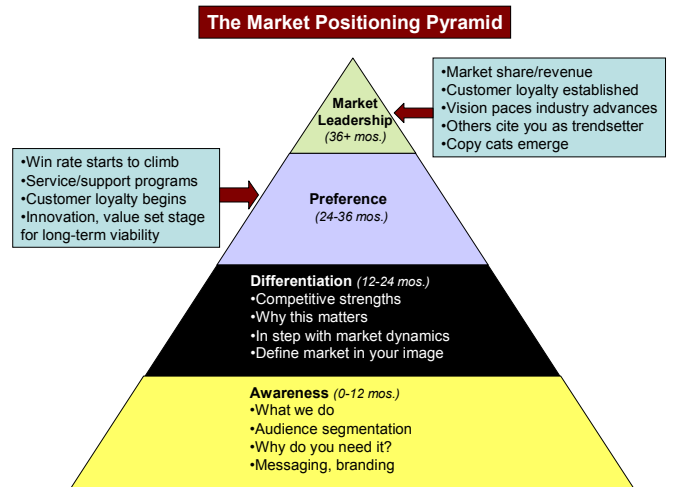 The Market Positioning Pyramid
Market
Leadership
(36+ mos.)
•Market share/revenue
•Customer loyalty established
•Vision paces industry advances
•Others cite you as trendsetter
•Copy cats emerge
•Win rate starts to climb
•Service/support programs
•Customer loyalty begins
•Innovation, value set stage
for long-term viability
Preference
(24-36 mos.)
Differentiation (12-24 mos.)
•Competitive strengths
•Why this matters
•In step with market dynamics
•Define market in your image
Awareness (0-12 mos.)
•What we do
•Audience segmentation
•Why do you need it?
•Messaging, branding